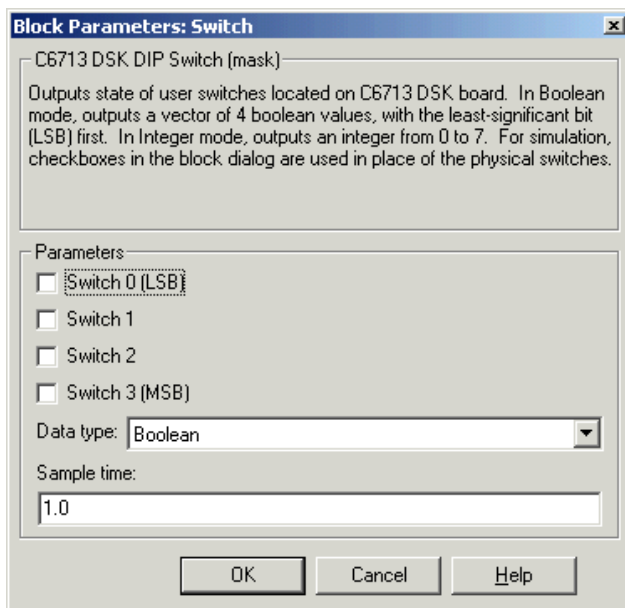 Block Parameters: Switch
C6713 DSK DIP Switch (mask)
Outputs state of user switches located on C6713 DSK board. In Boolean
mode, outputs a vector of 4 boolean values, with the least-significant bit
(LSB) first. In Integer mode, outputs an integer from 0 to 7. For simulation,
checkboxes in the block dialog are used in place of the physical switches.
Parameters
Switch 0 (LSB)
Switch 1
Switch 2
Switch 3 (MSB)
Data type: Boolean
Sample time:
1.0
OK Cancel Help